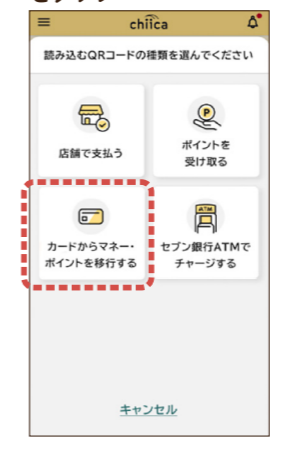 chiica
読み込むQRコードの種類を選んでください
店舗で支払う
P
ポイントを
受け取る
カードからマネー・
ポイントを移行する
ATM
セブン銀行ATMで
チャージする
キャンセル